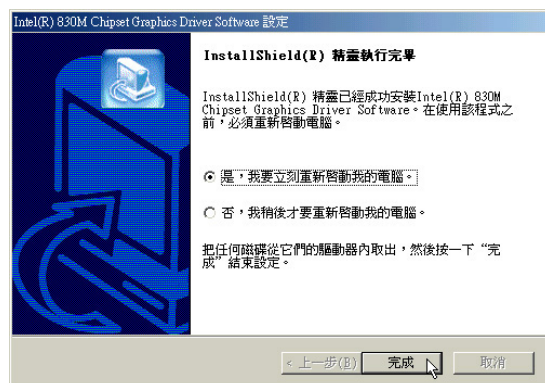 Intel(R) 830M Chipset Graphics Driver Software 設定
InstallShield(R) 精靈執行完畢
InstallShield(R) 精靈已經成功安裝Intel(R) 830M
Chipset Graphics Driver Software。在使用該程式之
前，必須重新啓動電腦。
是，我要立刻重新啓動我的電腦。
否，我稍後才要重新啓動我的電腦。
把任何磁碟從它們的驅動器內取出，然後按一下 “完
成” 結束設定。
< 上一步(B)
完成
取消